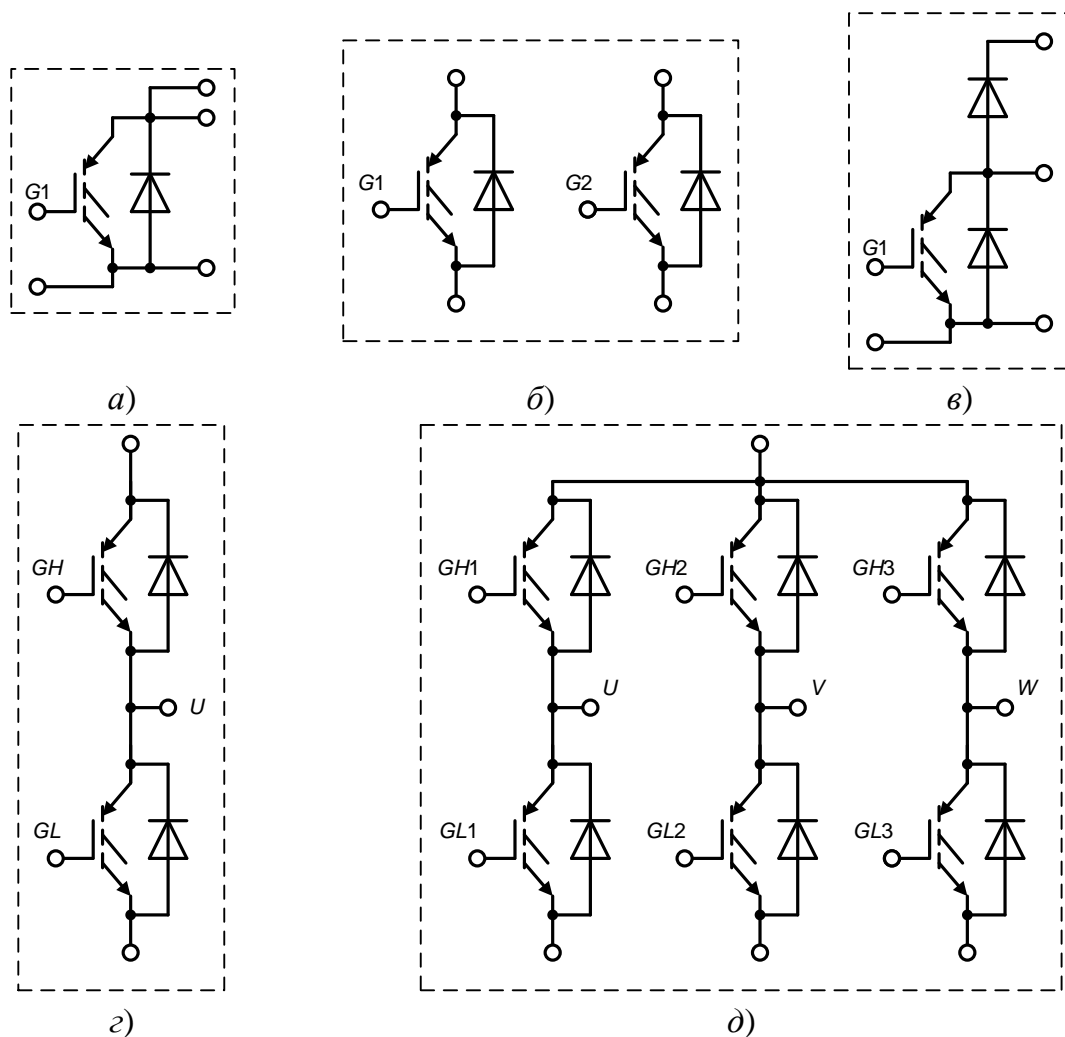 G1
а)
G1 G2
б)
G1
в)
GH
U
GL
г)
GH1 GH2 GH3
U V W
GL1 GL2 GL3
д)